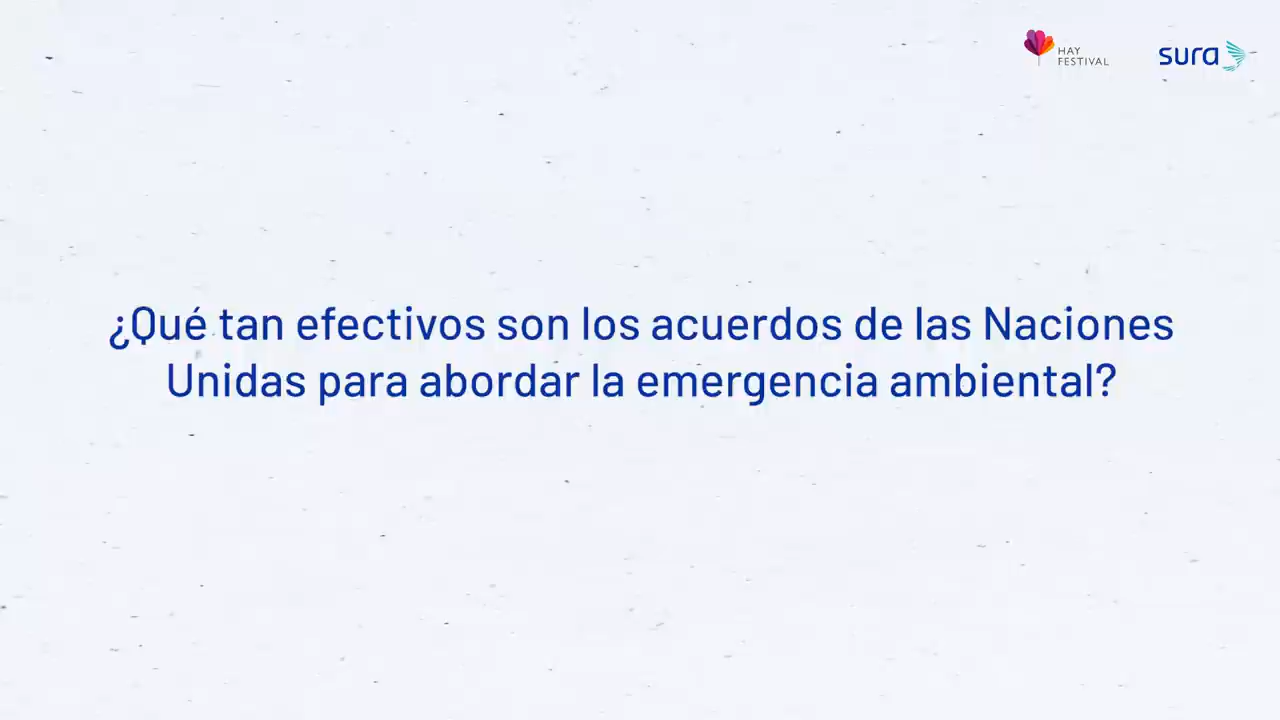 HAY
FESTIVAL
sura
¿Qué tan efectivos son los acuerdos de las Naciones
Unidas para abordar la emergencia ambiental?